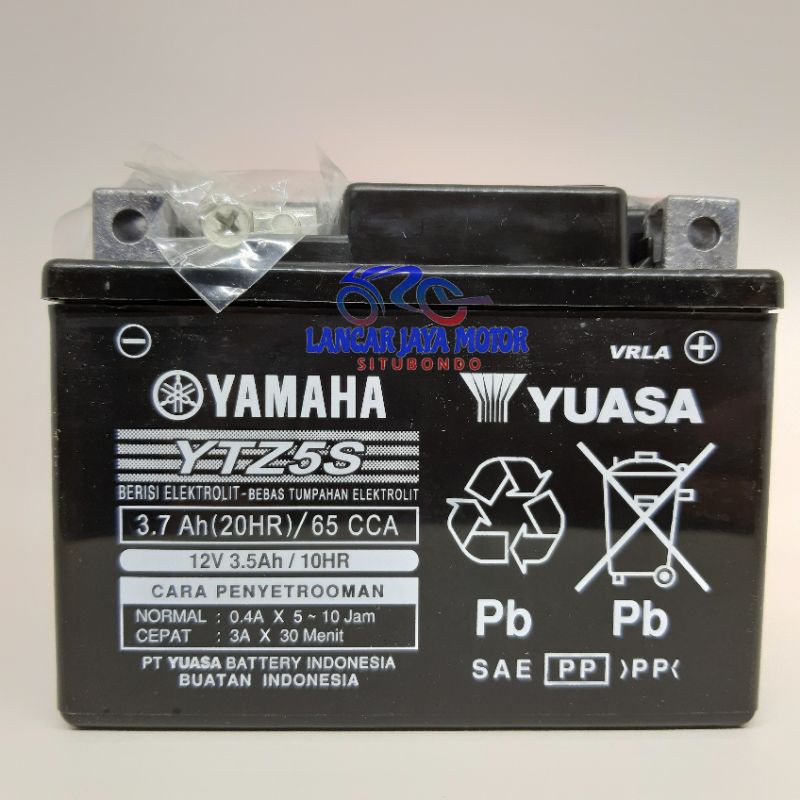 LANCAR JAYA MOTOR
SITUBONDO
VRLA
YAMAHA
YUASA
YTZ5S
BERISI ELEKTROLIT - BEBAS TUMPAHAN ELEKTROLIT
3.7 Ah(20HR)/65 CCA
12V 3.5Ah / 10HR
CARA PENYETROOMAN
NORMAL : 0.4A X 5 ~ 10 Jam
CEPAT : 3A X 30 Menit
PT YUASA BATTERY INDONESIA
BUATAN INDONESIA
Pb
Pb
SAE PP >PP<